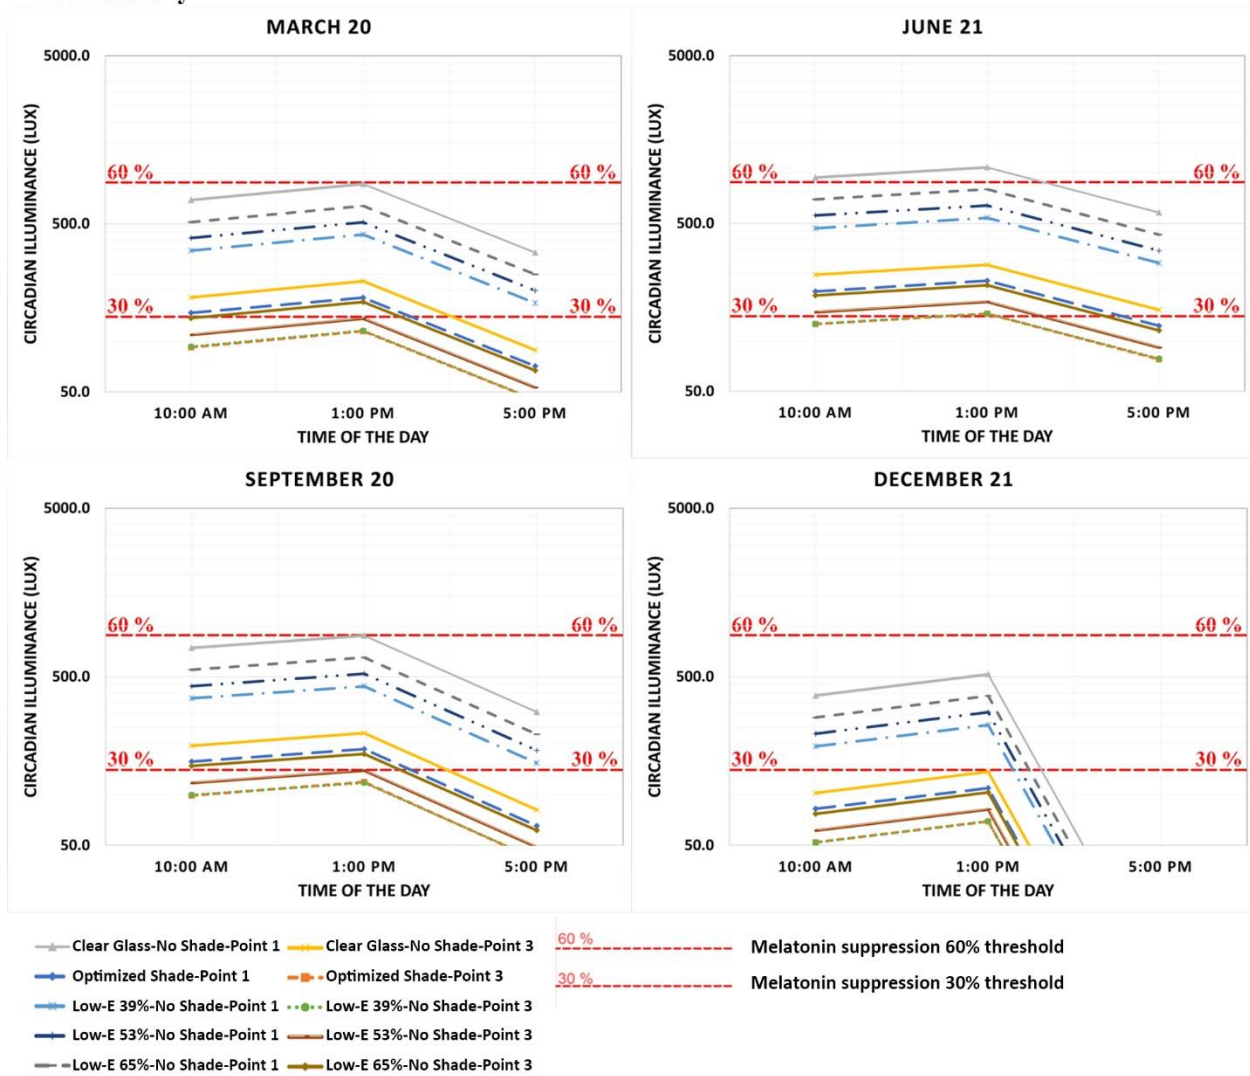 MARCH 20
5000.0
500.0
50.0
CIRCADIAN ILLUMINANCE (LUX)
60 %
60 %
30 %
30 %
10:00 AM
1:00 PM
5:00 PM
TIME OF THE DAY
JUNE 21
5000.0
500.0
50.0
CIRCADIAN ILLUMINANCE (LUX)
60 %
60 %
30 %
30 %
10:00 AM
1:00 PM
5:00 PM
TIME OF THE DAY
SEPTEMBER 20
5000.0
500.0
50.0
CIRCADIAN ILLUMINANCE (LUX)
60 %
60 %
30 %
30 %
10:00 AM
1:00 PM
5:00 PM
TIME OF THE DAY
DECEMBER 21
5000.0
500.0
50.0
CIRCADIAN ILLUMINANCE (LUX)
60 %
60 %
30 %
30 %
10:00 AM
1:00 PM
5:00 PM
TIME OF THE DAY
Clear Glass-No Shade-Point 1
Clear Glass-No Shade-Point 3
Optimized Shade-Point 1
Optimized Shade-Point 3
Low-E 39%-No Shade-Point 1
Low-E 39%-No Shade-Point 3
Low-E 53%-No Shade-Point 1
Low-E 53%-No Shade-Point 3
Low-E 65%-No Shade-Point 1
Low-E 65%-No Shade-Point 3
60 %
Melatonin suppression 60% threshold
30 %
Melatonin suppression 30% threshold